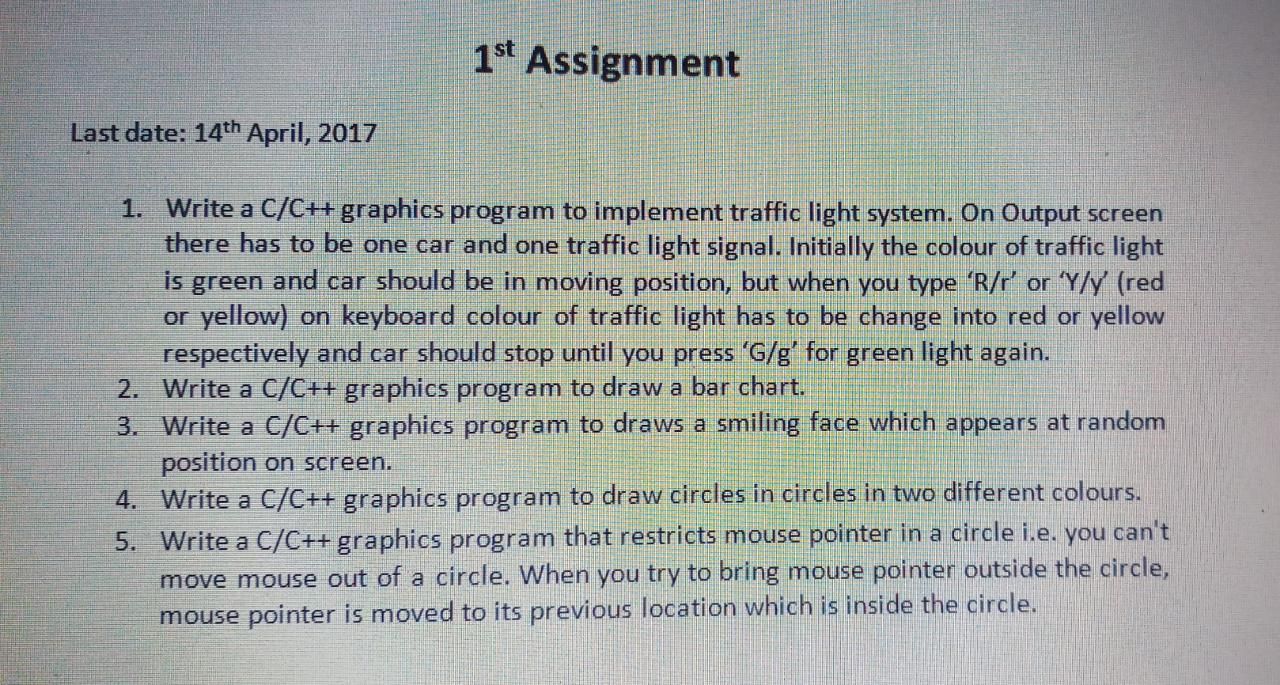 1st Assignment
Last date: 14th April, 2017
1. Write a C/C++ graphics program to implement traffic light system. On Output screen
there has to be one car and one traffic light signal. Initially the colour of traffic light
is green and car should be in moving position, but when you type ‘R/r’ or ‘Y/y’ (red
or yellow) on keyboard colour of traffic light has to be change into red or yellow
respectively and car should stop until you press ‘G/g’ for green light again.
2. Write a C/C++ graphics program to draw a bar chart.
3. Write a C/C++ graphics program to draws a smiling face which appears at random
position on screen.
4. Write a C/C++ graphics program to draw circles in circles in two different colours.
5. Write a C/C++ graphics program that restricts mouse pointer in a circle i.e. you can't
move mouse out of a circle. When you try to bring mouse pointer outside the circle,
mouse pointer is moved to its previous location which is inside the circle.